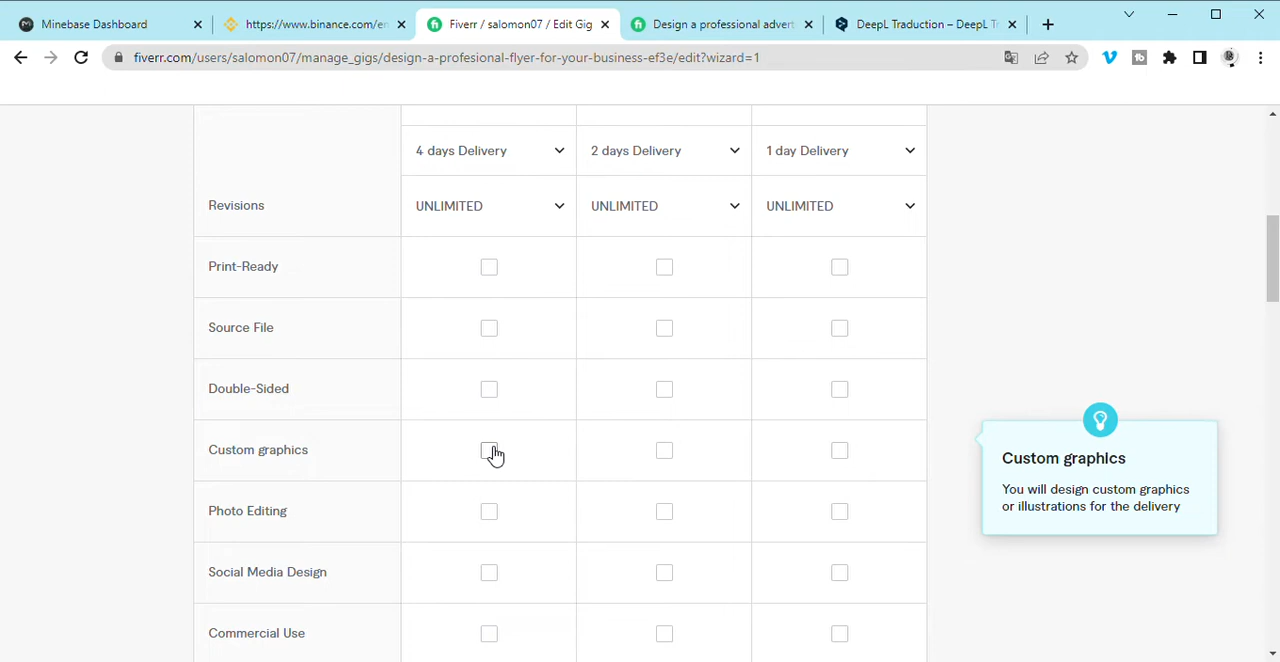 Minebase Dashboard
https://www.binance.com/en
Fiverr / salomon07 / Edit Gig
Design a professional advert
DeepL Traduction – DeepL Tr
fiverr.com/users/salomon07/manage_gigs/design-a-profesional-flyer-for-your-business-ef3e/edit?wizard=1
4 days Delivery
2 days Delivery
1 day Delivery
Revisions
UNLIMITED
UNLIMITED
UNLIMITED
Print-Ready
Source File
Double-Sided
Custom graphics
Photo Editing
Social Media Design
Commercial Use
Custom graphics
You will design custom graphics
or illustrations for the delivery